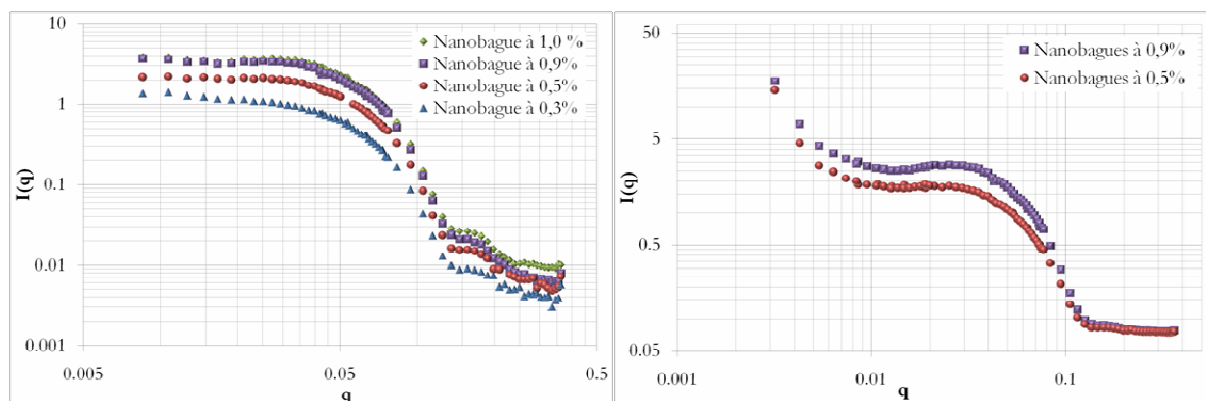 10
1
0.1
0.01
0.001
I(q)
0.005
0.05
0.5
q
Nanobague à 1,0 %
Nanobague à 0,9%
Nanobague à 0,5%
Nanobague à 0.3%
50
5
0.5
0.05
I(q)
0.001
0.01
0.1
q
Nanobagues à 0,9%
Nanobagues à 0.5%